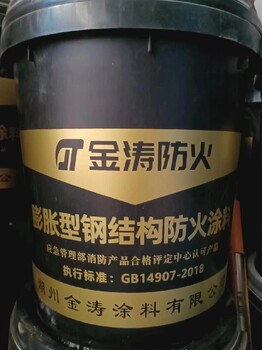 金涛防火
膨胀型钢结构防火涂料
应急管理部消防产品合格评定中心认可产品
执行标准：GB14907-2018
州金涛涂料有限公